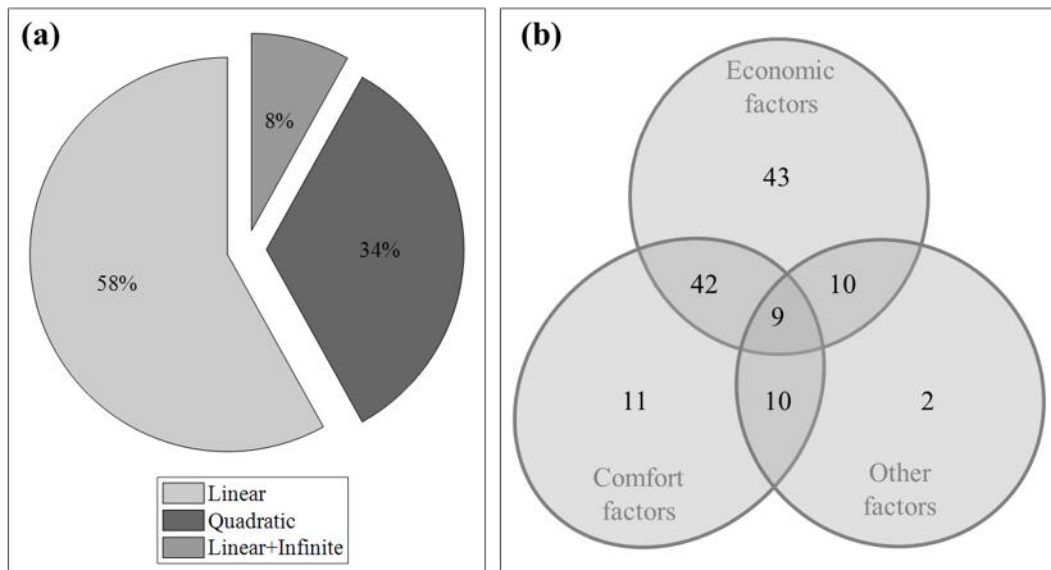 (a)
8%
34%
58%
Linear
Quadratic
Linear+Infinite
(b)
Economic
factors
43
42
10
9
11
10
2
Comfort
factors
Other
factors